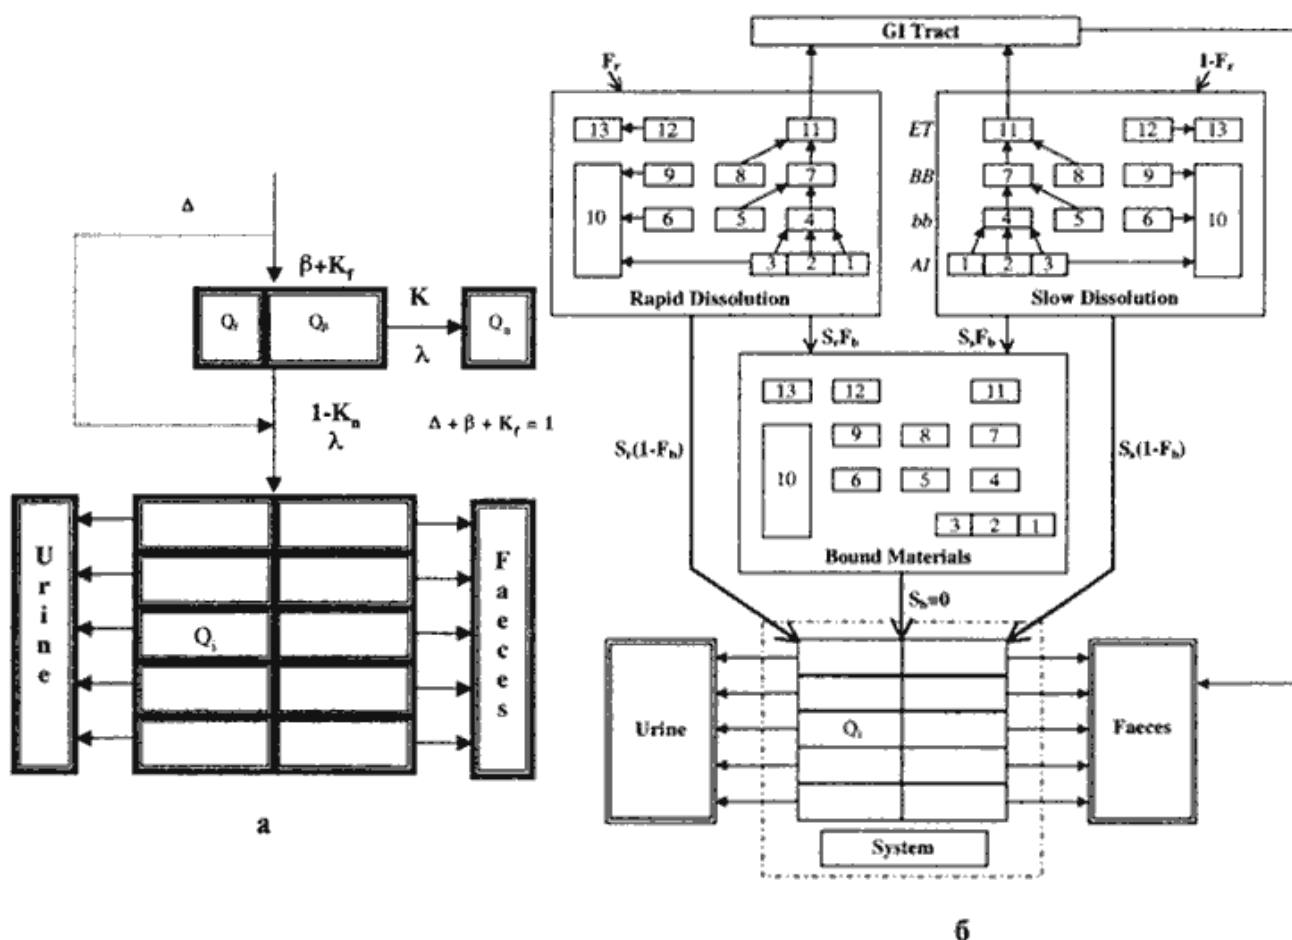 Δ
β+K_f
Q_f
Q_β
K
λ
Q_n
1-K_n
λ
Δ + β + K_f = 1
Urine
Q_i
Faeces
а
GI Tract
F_r
1-F_r
13
12
11
9
8
7
10
6
5
4
3
2
1
Rapid Dissolution
ET
BB
bb
AI
11
12
13
7
8
9
4
5
6
10
1
2
3
Slow Dissolution
S_rF_b
S_sF_b
13
12
11
9
8
7
10
6
5
4
3
2
1
Bound Materials
S_r(1-F_b)
S_s(1-F_b)
S_b=0
Urine
Q_i
Faeces
System
б